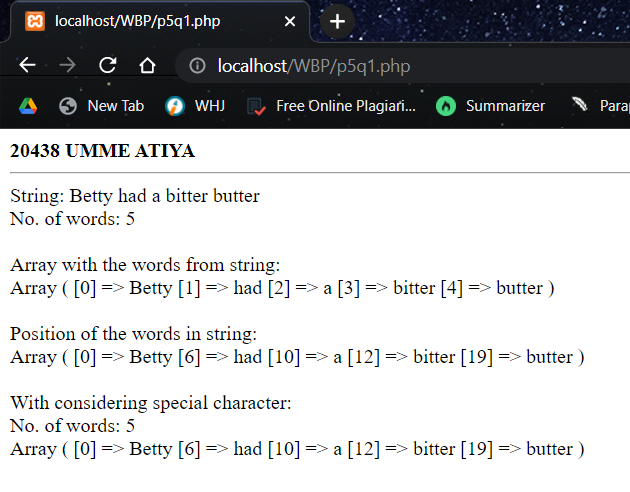 localhost/WBP/p5q1.php
localhost/WBP/p5q1.php
New Tab WHJ Free Online Plagiari... Summarizer Para
20438 UMME ATIYA
String: Betty had a bitter butter
No. of words: 5
Array with the words from string:
Array ( [0] => Betty [1] => had [2] => a [3] => bitter [4] => butter )
Position of the words in string:
Array ( [0] => Betty [6] => had [10] => a [12] => bitter [19] => butter )
With considering special character:
No. of words: 5
Array ( [0] => Betty [6] => had [10] => a [12] => bitter [19] => butter )